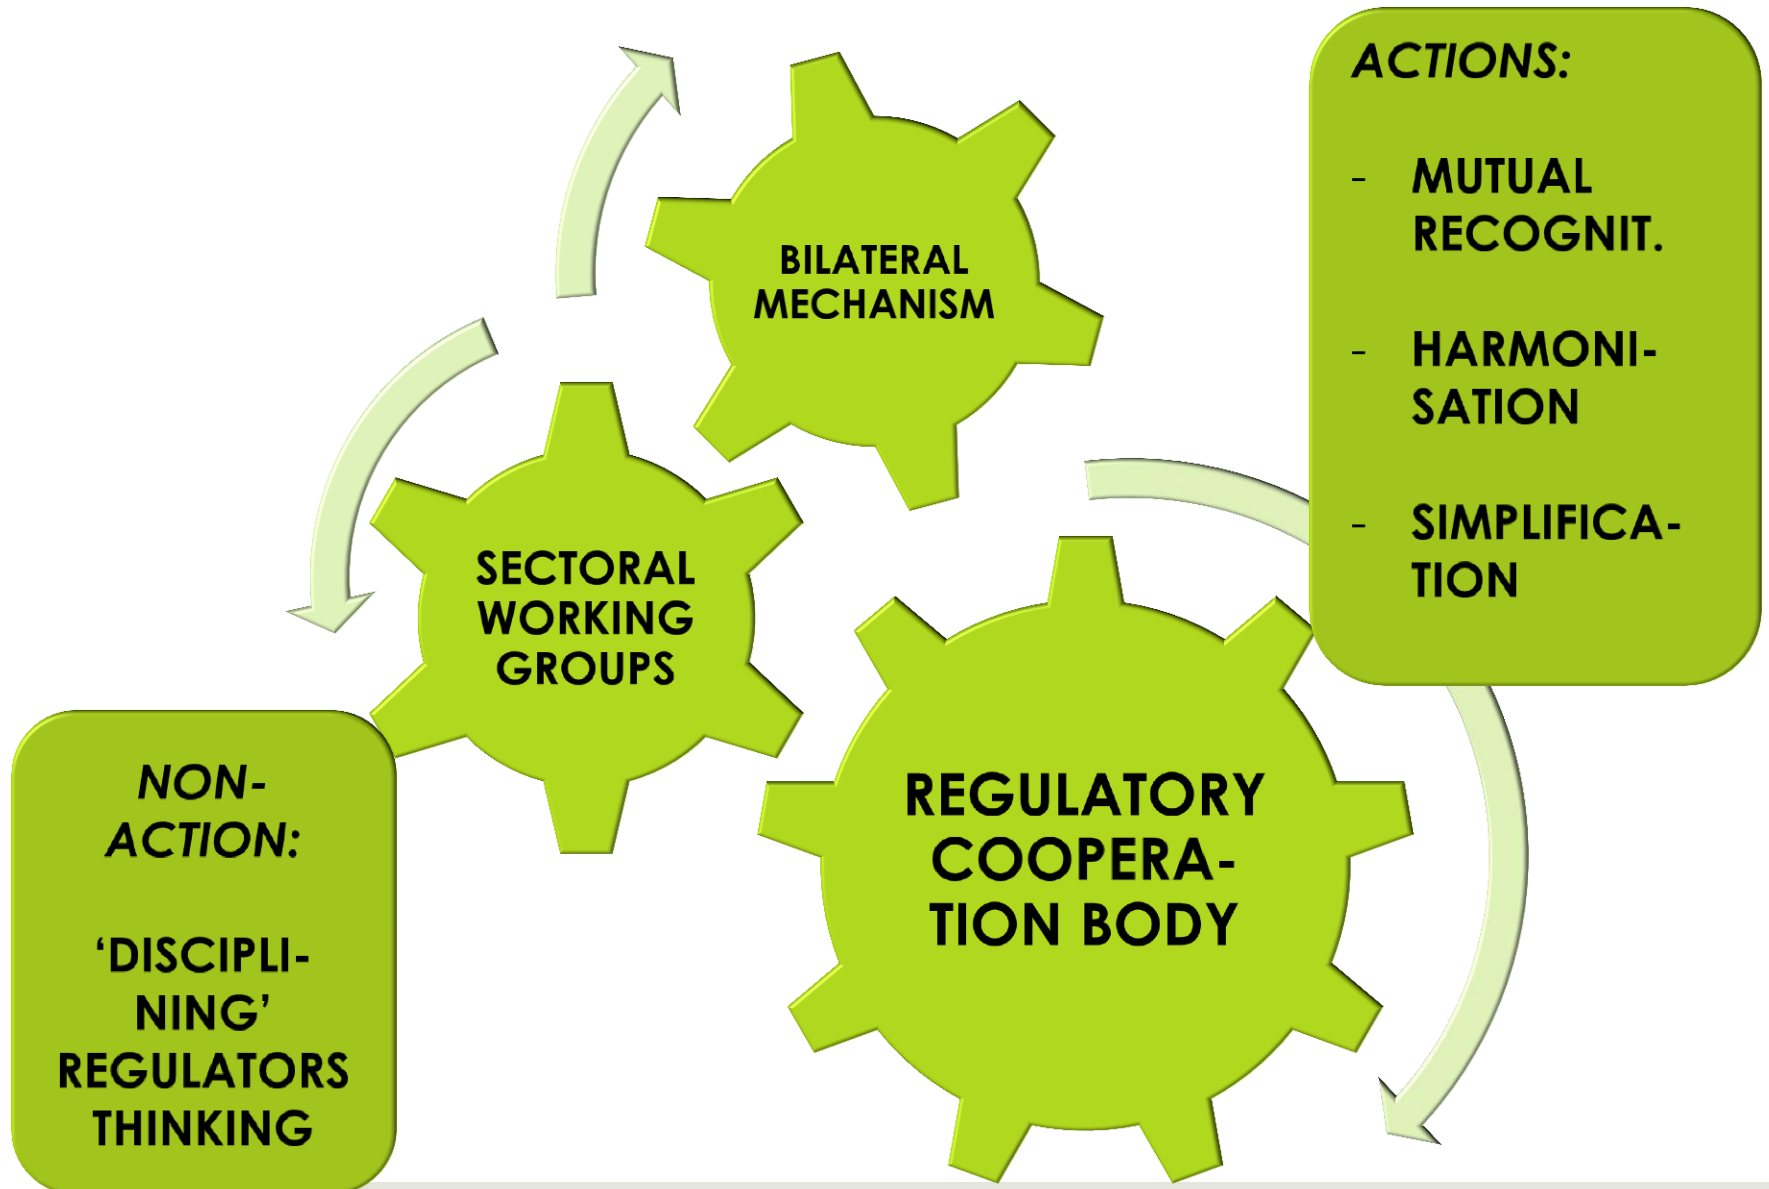 BILATERAL
MECHANISM
SECTORAL
WORKING
GROUPS
REGULATORY
COOPERA-
TION BODY
ACTIONS:
- MUTUAL
RECOGNIT.
- HARMONI-
SATION
- SIMPLIFICA-
TION
NON-
ACTION:
‘DISCIPLI-
NING’
REGULATORS
THINKING